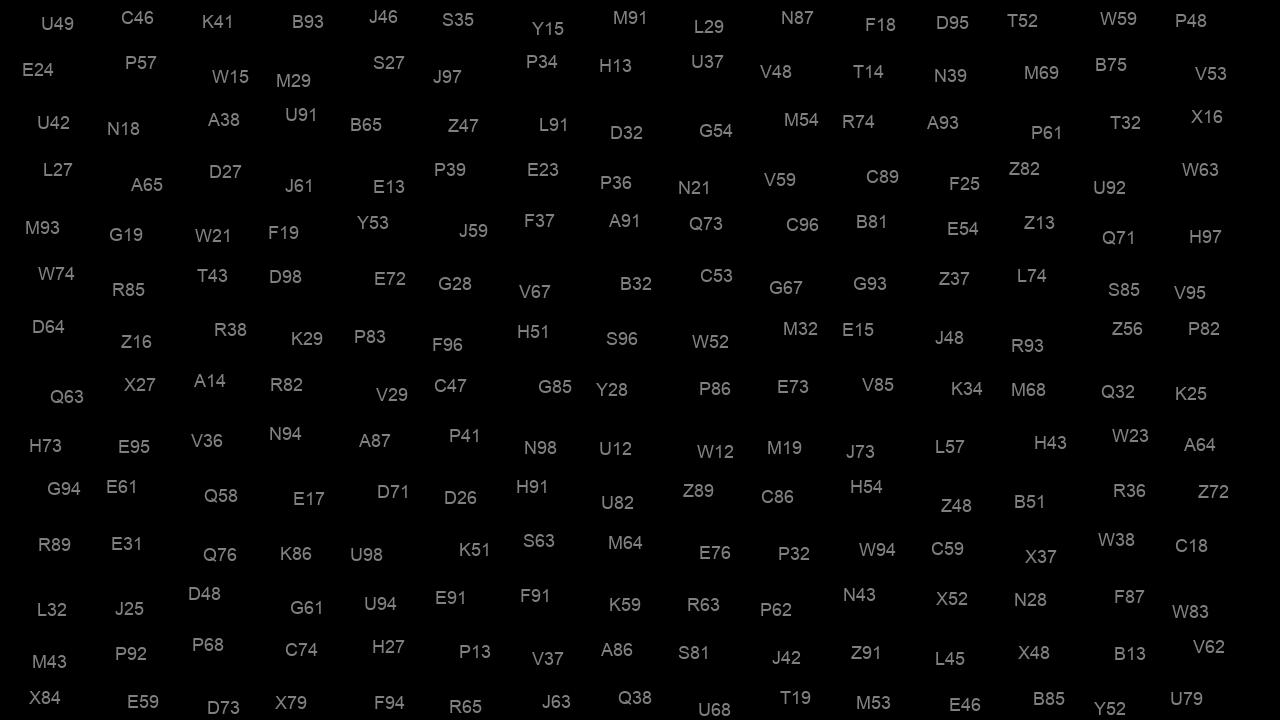 U49 C46 K41 B93 J46 S35 Y15 M91 L29 N87 F18 D95 T52 W59 P48
E24 P57 W15 M29 S27 J97 P34 H13 U37 V48 T14 N39 M69 B75 V53
U42 N18 A38 U91 B65 Z47 L91 D32 G54 M54 R74 A93 P61 T32 X16
L27 A65 D27 J61 E13 P39 E23 P36 N21 V59 C89 F25 Z82 U92 W63
M93 G19 W21 F19 Y53 J59 F37 A91 Q73 C96 B81 E54 Z13 Q71 H97
W74 R85 T43 D98 E72 G28 V67 B32 C53 G67 G93 Z37 L74 S85 V95
D64 Z16 R38 K29 P83 F96 H51 S96 W52 M32 E15 J48 R93 Z56 P82
Q63 X27 A14 R82 V29 C47 G85 Y28 P86 E73 V85 K34 M68 Q32 K25
H73 E95 V36 N94 A87 P41 N98 U12 W12 M19 J73 L57 H43 W23 A64
G94 E61 Q58 E17 D71 D26 H91 U82 Z89 C86 H54 Z48 B51 R36 Z72
R89 E31 Q76 K86 U98 K51 S63 M64 E76 P32 W94 C59 X37 W38 C18
L32 J25 D48 G61 U94 E91 F91 K59 R63 P62 N43 X52 N28 F87 W83
M43 P92 P68 C74 H27 P13 V37 A86 S81 J42 Z91 L45 X48 B13 V62
X84 E59 D73 X79 F94 R65 J63 Q38 U68 T19 M53 E46 B85 Y52 U79